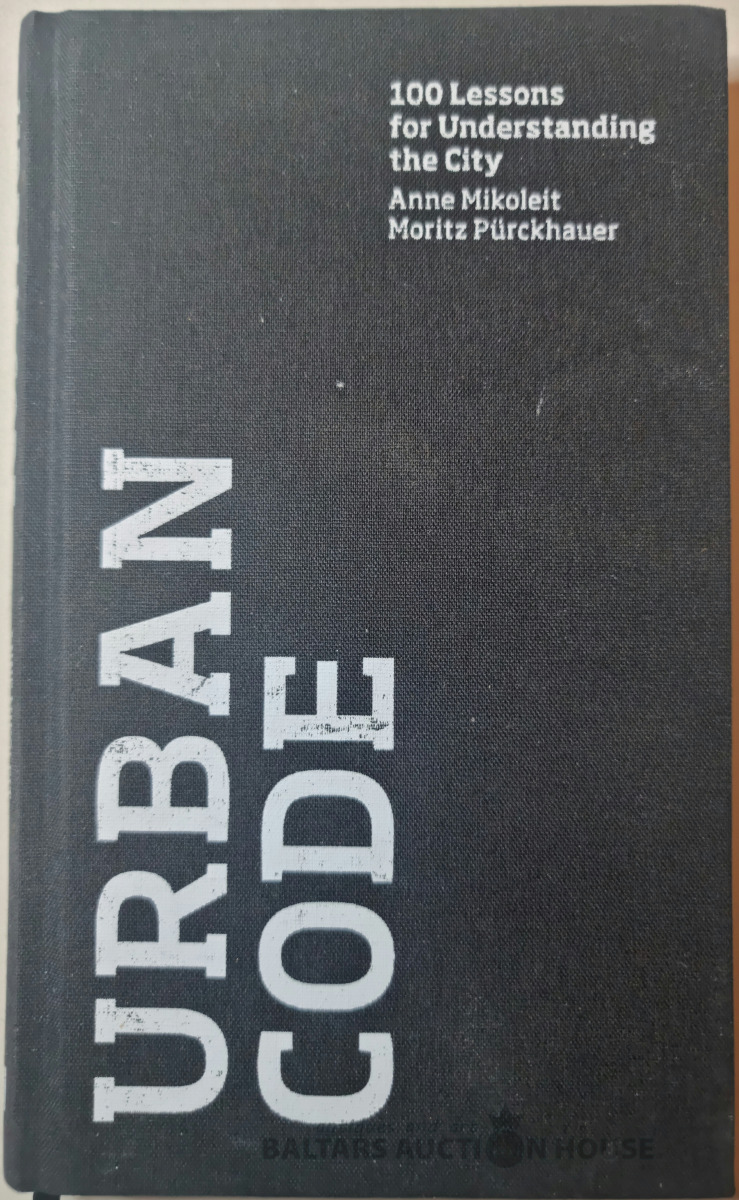 100 Lessons
for Understanding
the City
Anne Mikoleit
Moritz Pürckhauer
URBAN
CODE
BALTARS AUCTION HOUSE